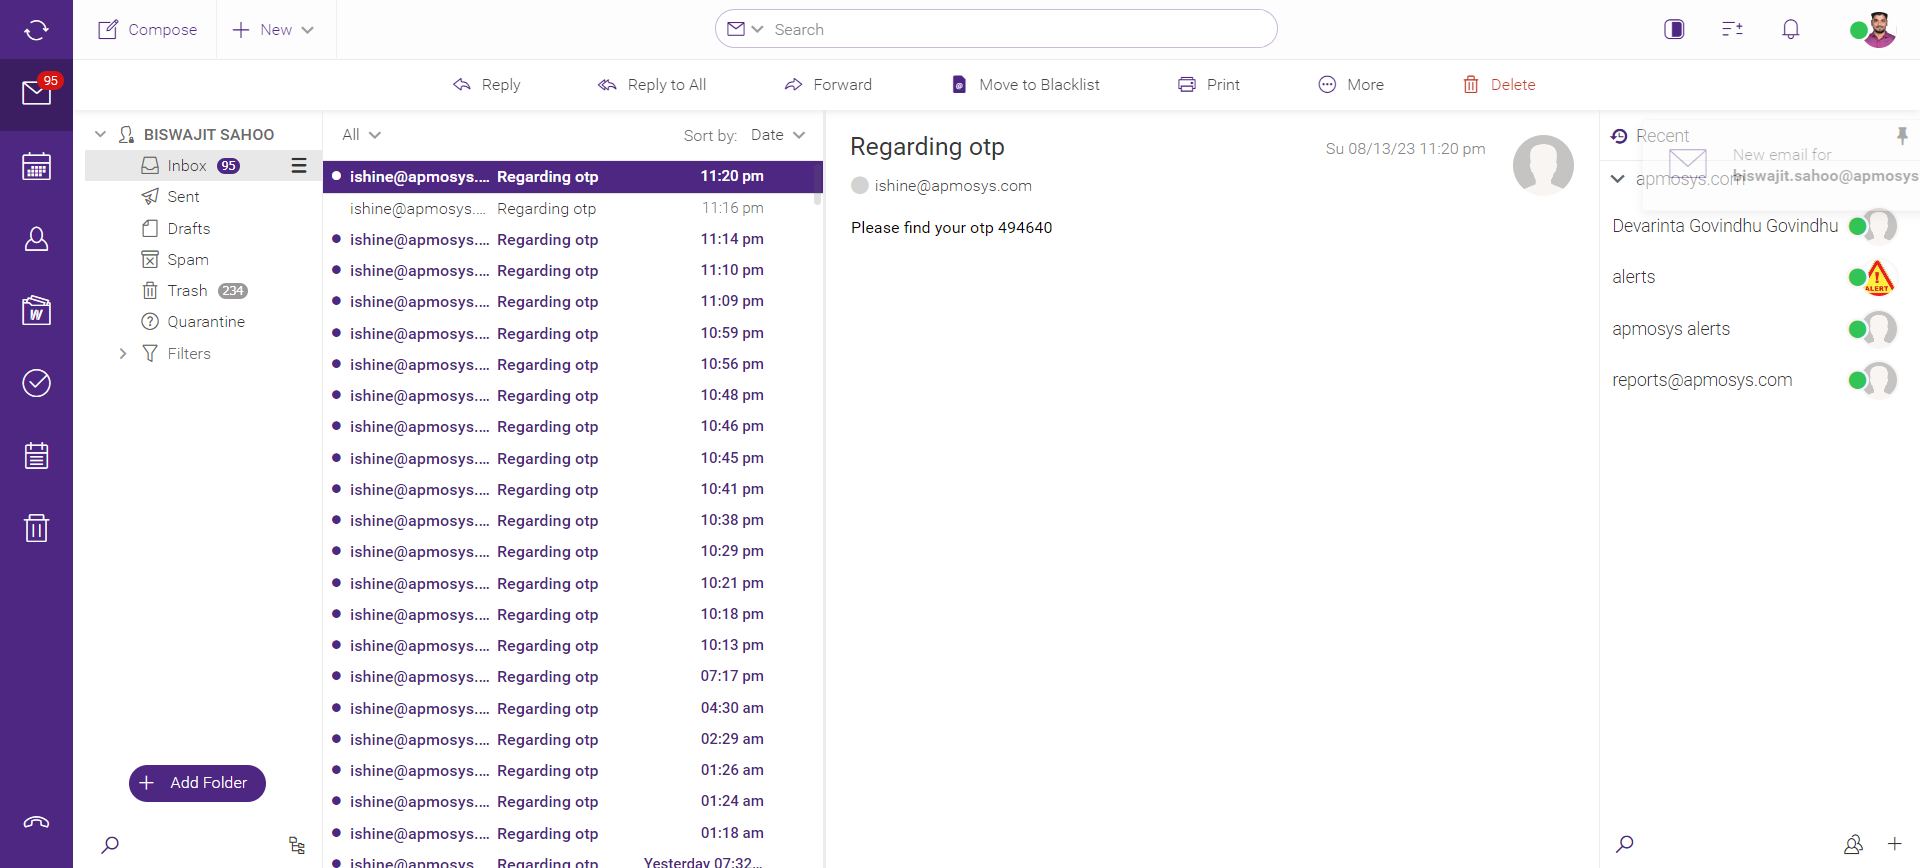 Compose
New
Search
95
Reply
Reply to All
Forward
Move to Blacklist
Print
More
Delete
BISWAJIT SAHOO
Inbox 95
Sent
Drafts
Spam
Trash 234
Quarantine
Filters
Add Folder
All
Sort by: Date
ishine@apmosys.... Regarding otp 11:20 pm
ishine@apmosys.... Regarding otp 11:16 pm
ishine@apmosys.... Regarding otp 11:14 pm
ishine@apmosys.... Regarding otp 11:10 pm
ishine@apmosys.... Regarding otp 11:09 pm
ishine@apmosys.... Regarding otp 10:59 pm
ishine@apmosys.... Regarding otp 10:56 pm
ishine@apmosys.... Regarding otp 10:48 pm
ishine@apmosys.... Regarding otp 10:46 pm
ishine@apmosys.... Regarding otp 10:45 pm
ishine@apmosys.... Regarding otp 10:41 pm
ishine@apmosys.... Regarding otp 10:38 pm
ishine@apmosys.... Regarding otp 10:29 pm
ishine@apmosys.... Regarding otp 10:21 pm
ishine@apmosys.... Regarding otp 10:18 pm
ishine@apmosys.... Regarding otp 10:13 pm
ishine@apmosys.... Regarding otp 07:17 pm
ishine@apmosys.... Regarding otp 04:30 am
ishine@apmosys.... Regarding otp 02:29 am
ishine@apmosys.... Regarding otp 01:26 am
ishine@apmosys.... Regarding otp 01:24 am
ishine@apmosys.... Regarding otp 01:18 am
ishine@apmosys.... Regarding otp Yesterday 07:32...
Regarding otp
Su 08/13/23 11:20 pm
ishine@apmosys.com
Please find your otp 494640
Recent
New email for
biswajit.sahoo@apmosys
apmosys.com
Devarinta Govindhu Govindhu
alerts
ALERT
apmosys alerts
reports@apmosys.com